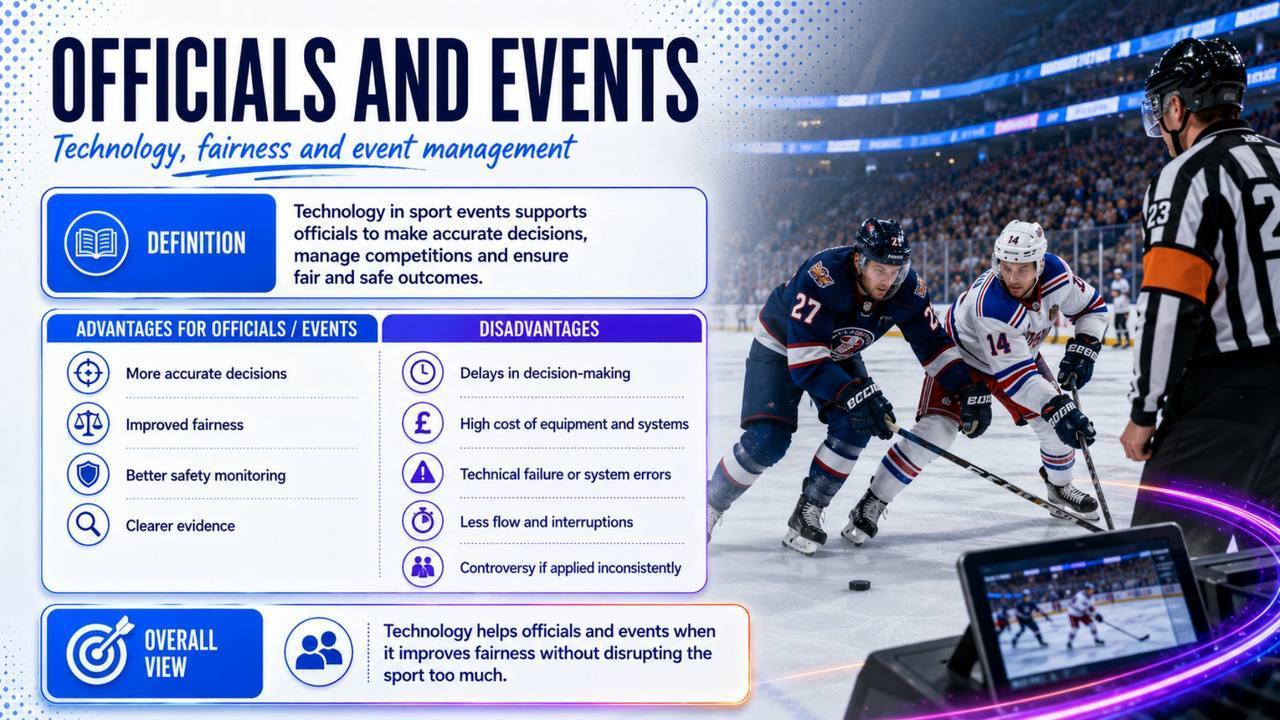 OFFICIALS AND EVENTS
Technology, fairness and event management
DEFINITION
Technology in sport events supports
officials to make accurate decisions,
manage competitions and ensure
fair and safe outcomes.
ADVANTAGES FOR OFFICIALS / EVENTS
More accurate decisions
Improved fairness
Better safety monitoring
Clearer evidence
DISADVANTAGES
Delays in decision-making
£
High cost of equipment and systems
Technical failure or system errors
Less flow and interruptions
Controversy if applied inconsistently
OVERALL
VIEW
Technology helps officials and events when
it improves fairness without disrupting the
sport too much.
27
14
14
23